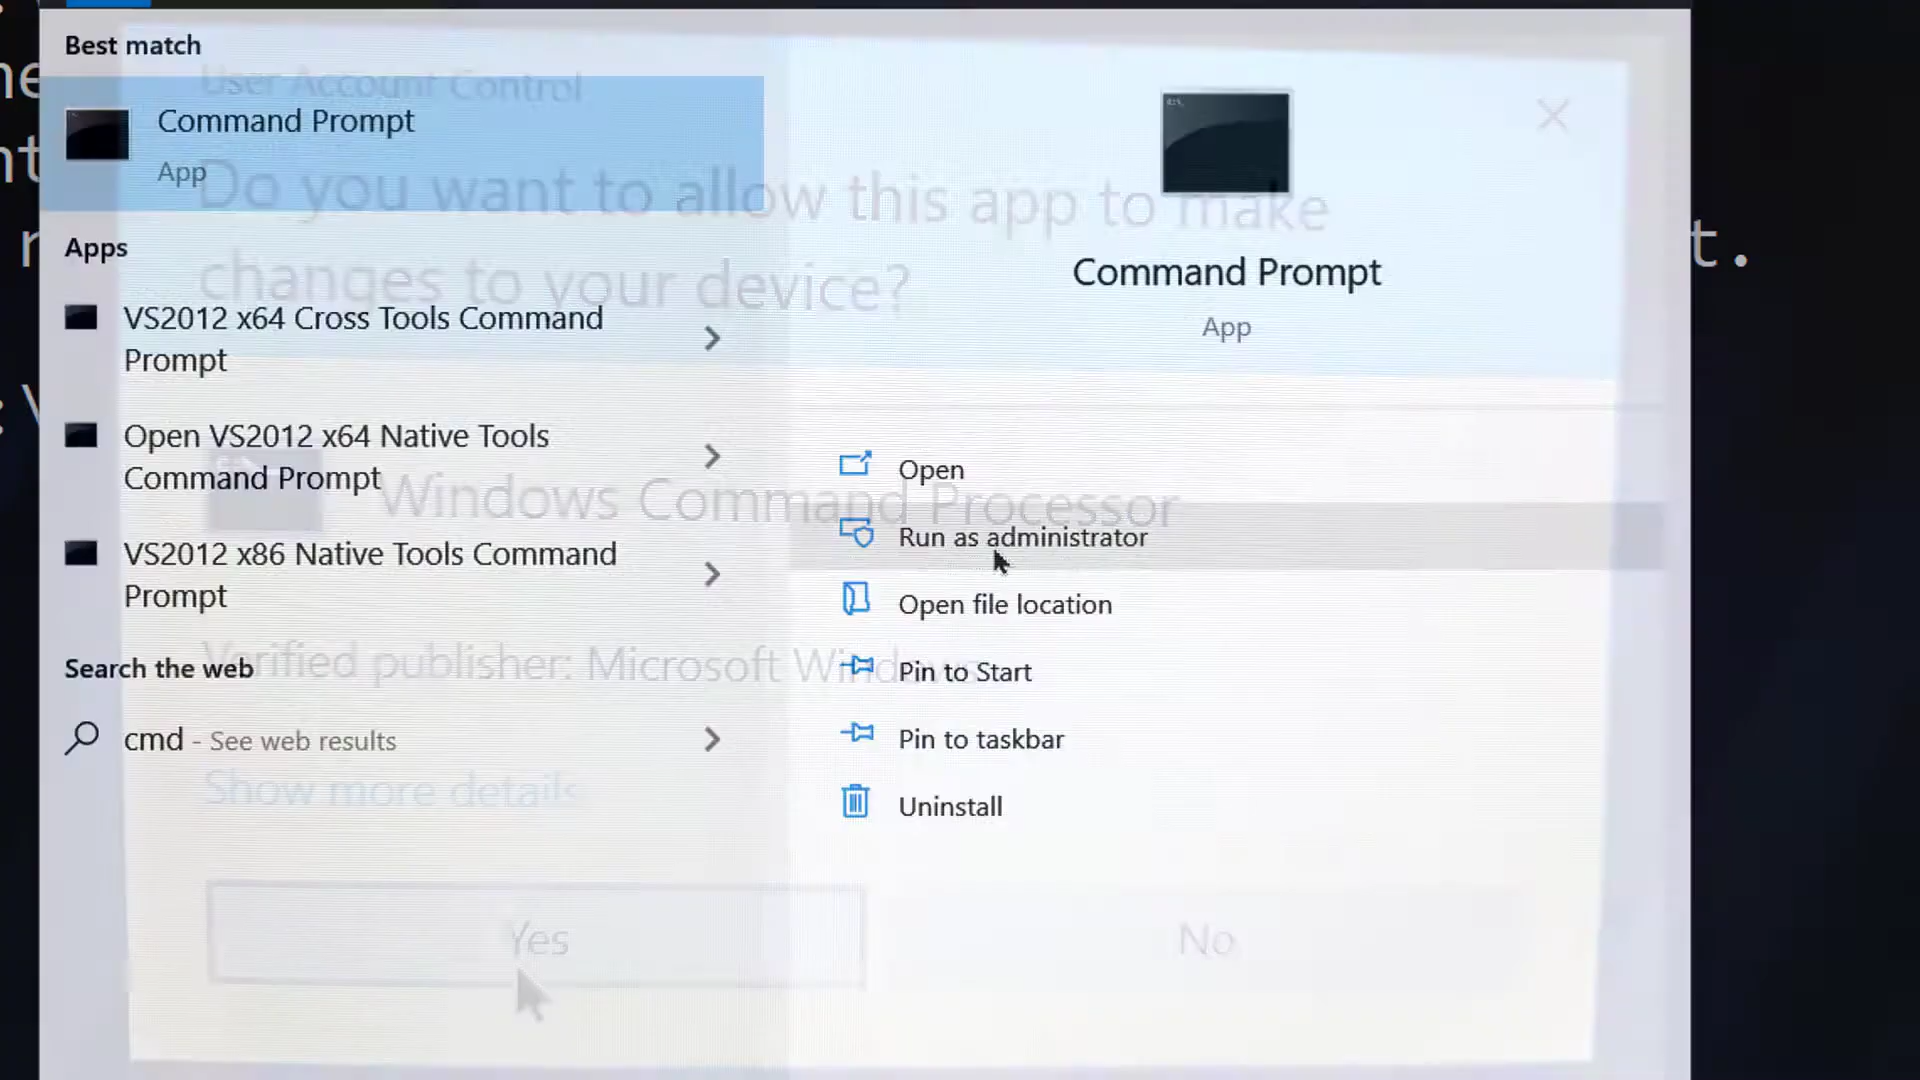 Best match
Command Prompt
App
Apps
VS2012 x64 Cross Tools Command
Prompt
Open VS2012 x64 Native Tools
Command Prompt
VS2012 x86 Native Tools Command
Prompt
Search the web
cmd - See web results
Command Prompt
App
Open
Run as administrator
Open file location
Pin to Start
Pin to taskbar
Uninstall
User Account Control
Do you want to allow this app to make
changes to your device?
Windows Command Processor
Verified publisher: Microsoft Windows
Show more details
Yes
No